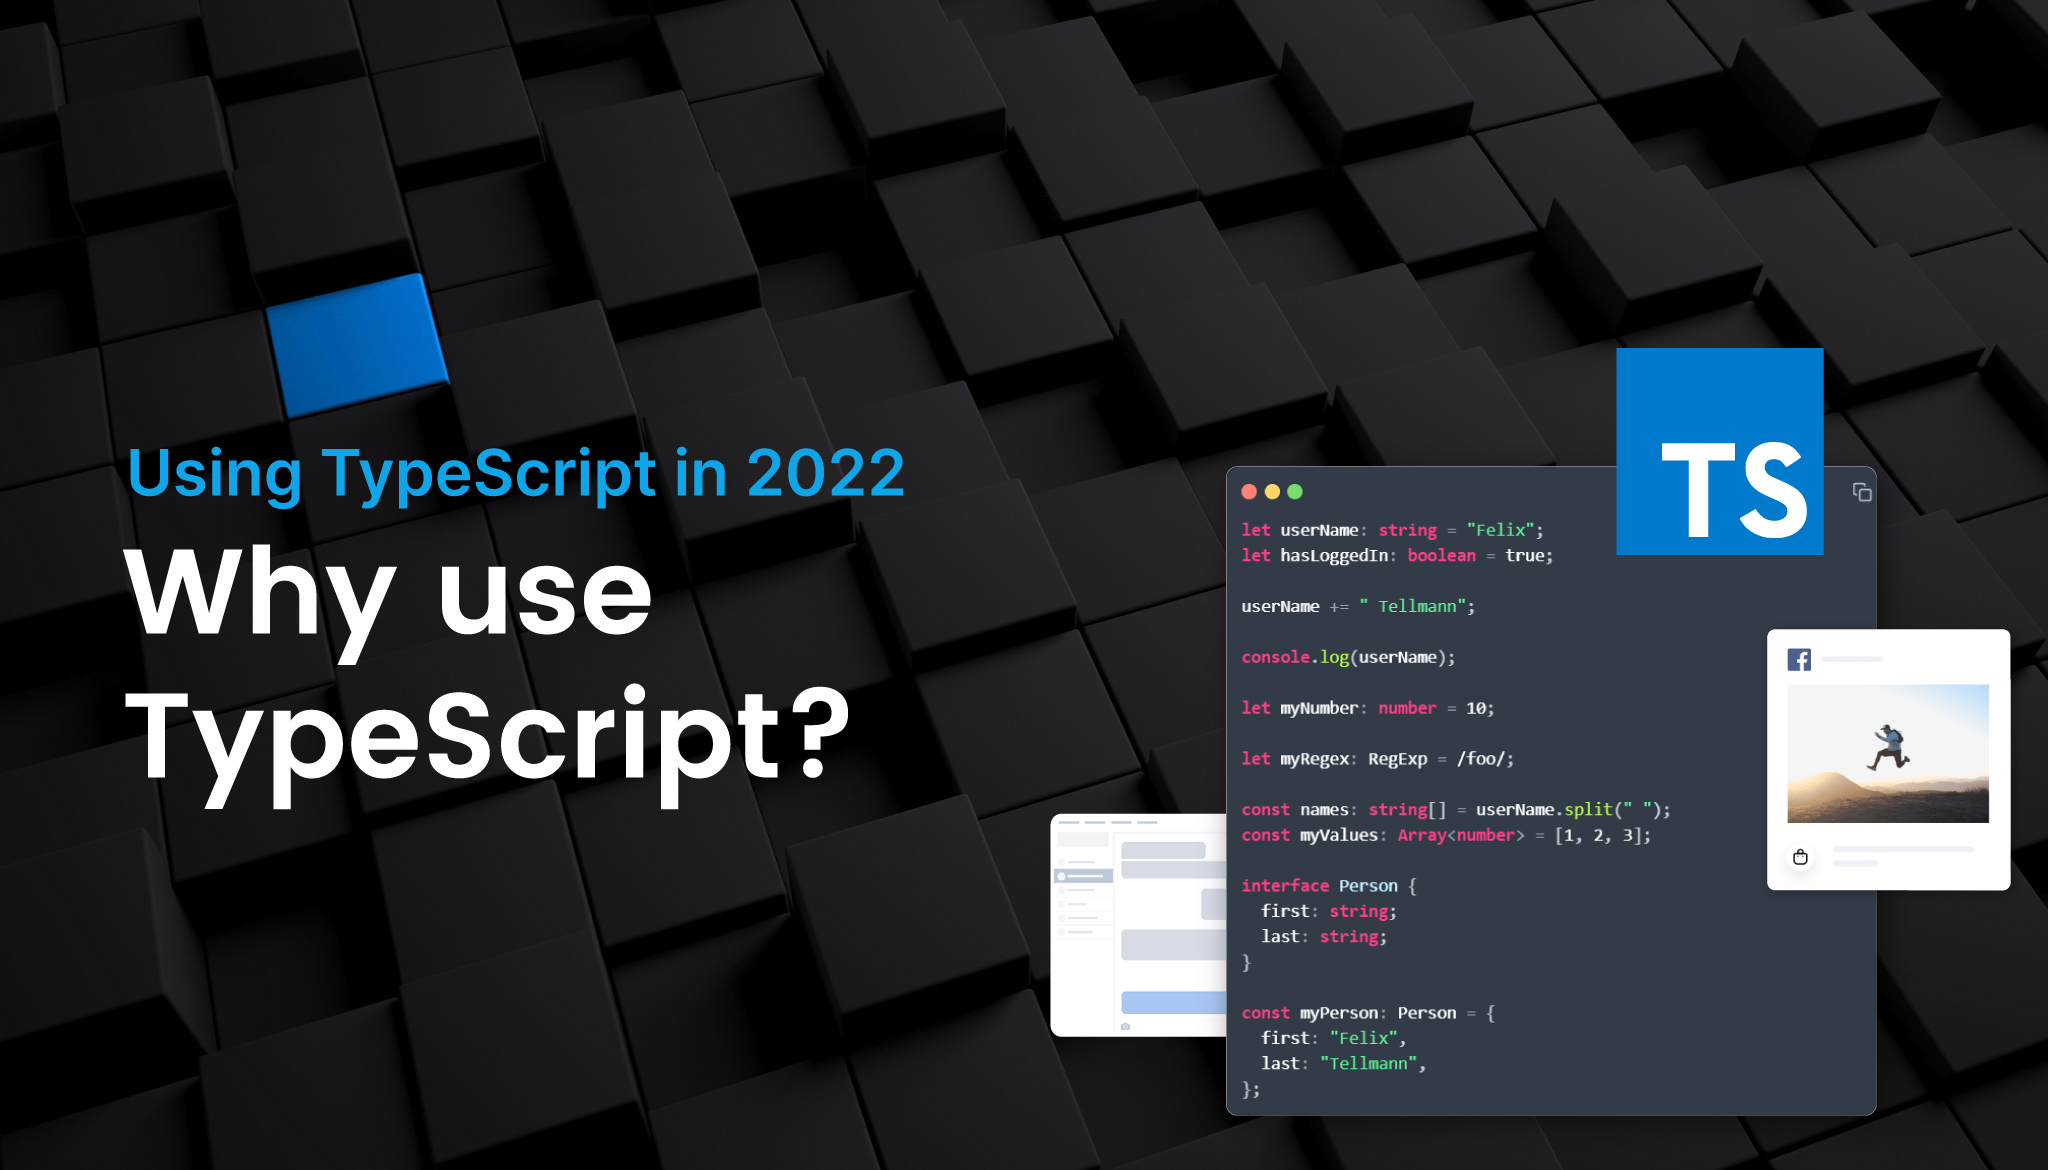 Using TypeScript in 2022
Why use
TypeScript?
TS
let userName: string = "Felix";
let hasLoggedIn: boolean = true;
userName += " Tellmann";
console.log(userName);
let myNumber: number = 10;
let myRegex: RegExp = /foo/;
const names: string[] = userName.split(" ");
const myValues: Array<number> = [1, 2, 3];
interface Person {
  first: string;
  last: string;
}
const myPerson: Person = {
  first: "Felix",
  last: "Tellmann",
};
f